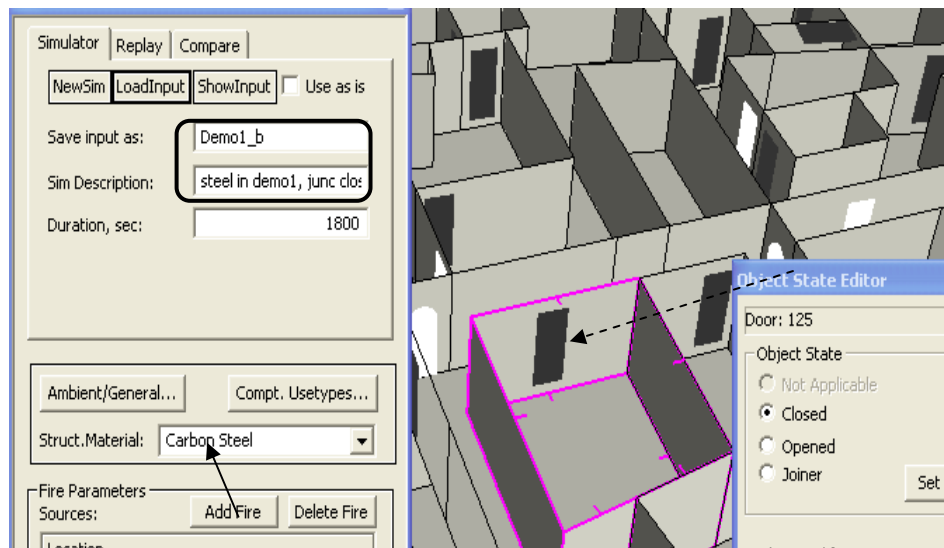 Simulator Replay Compare
NewSim LoadInput ShowInput Use as is
Save input as: Demo1_b
Sim Description: steel in demo1, junc clos
Duration, sec: 1800
Ambient/General... Compt. Usetypes...
Struct.Material: Carbon Steel
Fire Parameters
Sources: Add Fire Delete Fire
Location
Object State Editor
Door: 125
Object State
Not Applicable
Closed
Opened
Joiner
Set